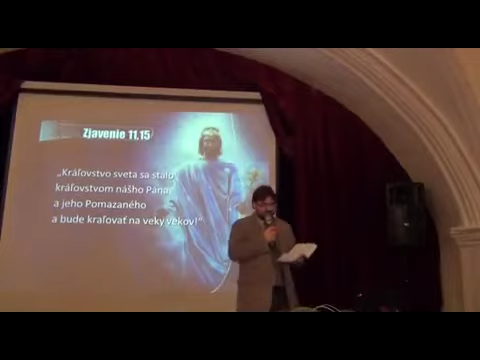 Zjavenie 11,15
„Kráľovstvo sveta sa stalo
kráľovstvom nášho Pána
a jeho Pomazaného
a bude kraľovať na veky vekov!“